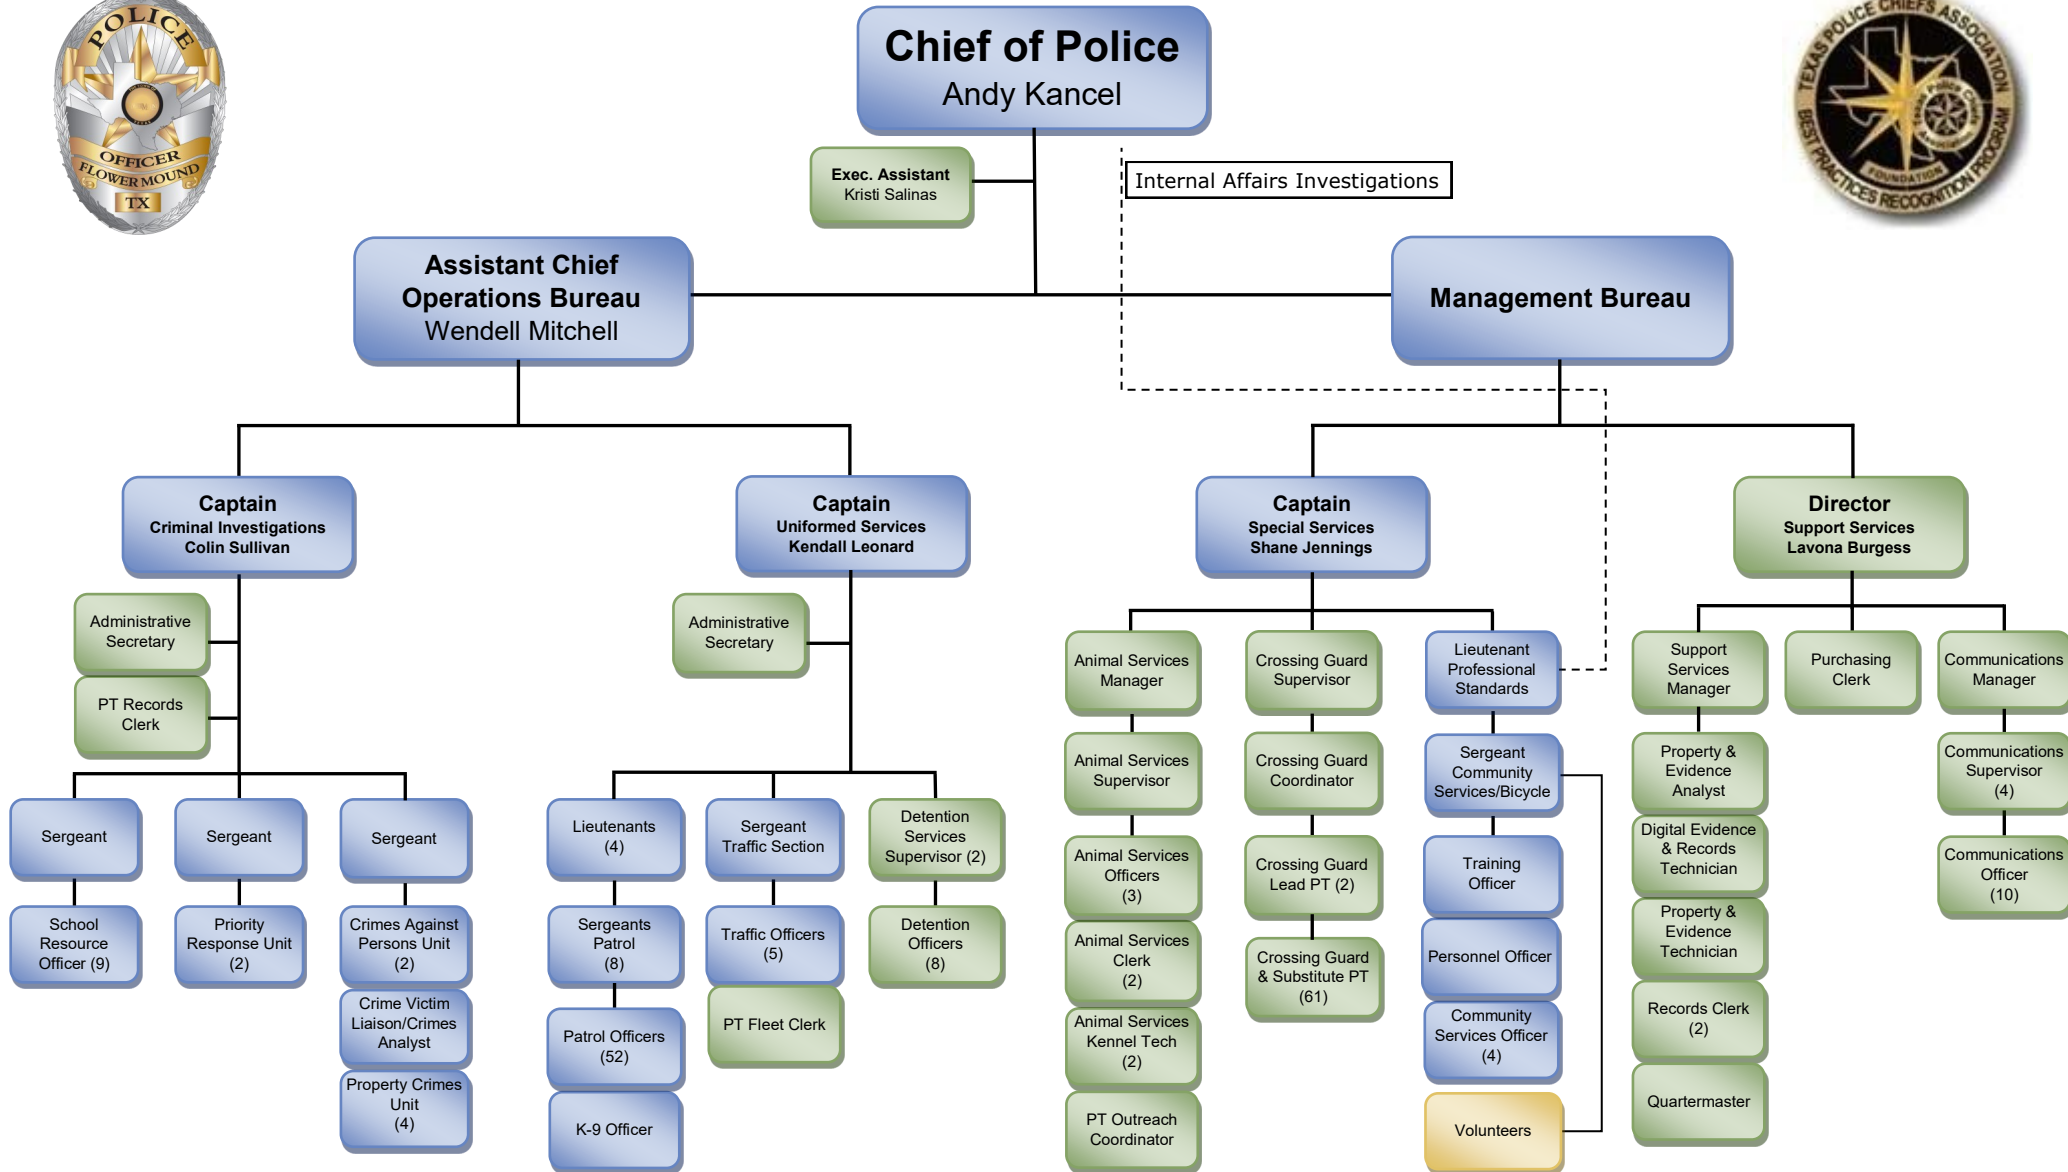 POLICE
OFFICER
FLOWER MOUND
TX
Chief of Police
Andy Kancel
TEXAS POLICE CHIEFS ASSOCIATION
BEST PRACTICES RECOGNITION PROGRAM
FOUNDATION
Exec. Assistant
Kristi Salinas
Internal Affairs Investigations
Assistant Chief
Operations Bureau
Wendell Mitchell
Management Bureau
Captain
Criminal Investigations
Colin Sullivan
Captain
Uniformed Services
Kendall Leonard
Captain
Special Services
Shane Jennings
Director
Support Services
Lavona Burgess
Administrative
Secretary
PT Records
Clerk
Sergeant
School
Resource
Officer (9)
Sergeant
Priority
Response Unit
(2)
Sergeant
Crimes Against
Persons Unit
(2)
Crime Victim
Liaison/Crimes
Analyst
Property Crimes
Unit
(4)
Administrative
Secretary
Lieutenants
(4)
Sergeants
Patrol
(8)
Patrol Officers
(52)
K-9 Officer
Sergeant
Traffic Section
Traffic Officers
(5)
PT Fleet Clerk
Detention
Services
Supervisor (2)
Detention
Officers
(8)
Animal Services
Manager
Animal Services
Supervisor
Animal Services
Officers
(3)
Animal Services
Clerk
(2)
Animal Services
Kennel Tech
(2)
PT Outreach
Coordinator
Crossing Guard
Supervisor
Crossing Guard
Coordinator
Crossing Guard
Lead PT (2)
Crossing Guard
& Substitute PT
(61)
Lieutenant
Professional
Standards
Sergeant
Community
Services/Bicycle
Training
Officer
Personnel Officer
Community
Services Officer
(4)
Volunteers
Support
Services
Manager
Property &
Evidence
Analyst
Digital Evidence
& Records
Technician
Property &
Evidence
Technician
Records Clerk
(2)
Quartermaster
Purchasing
Clerk
Communications
Manager
Communications
Supervisor
(4)
Communications
Officer
(10)